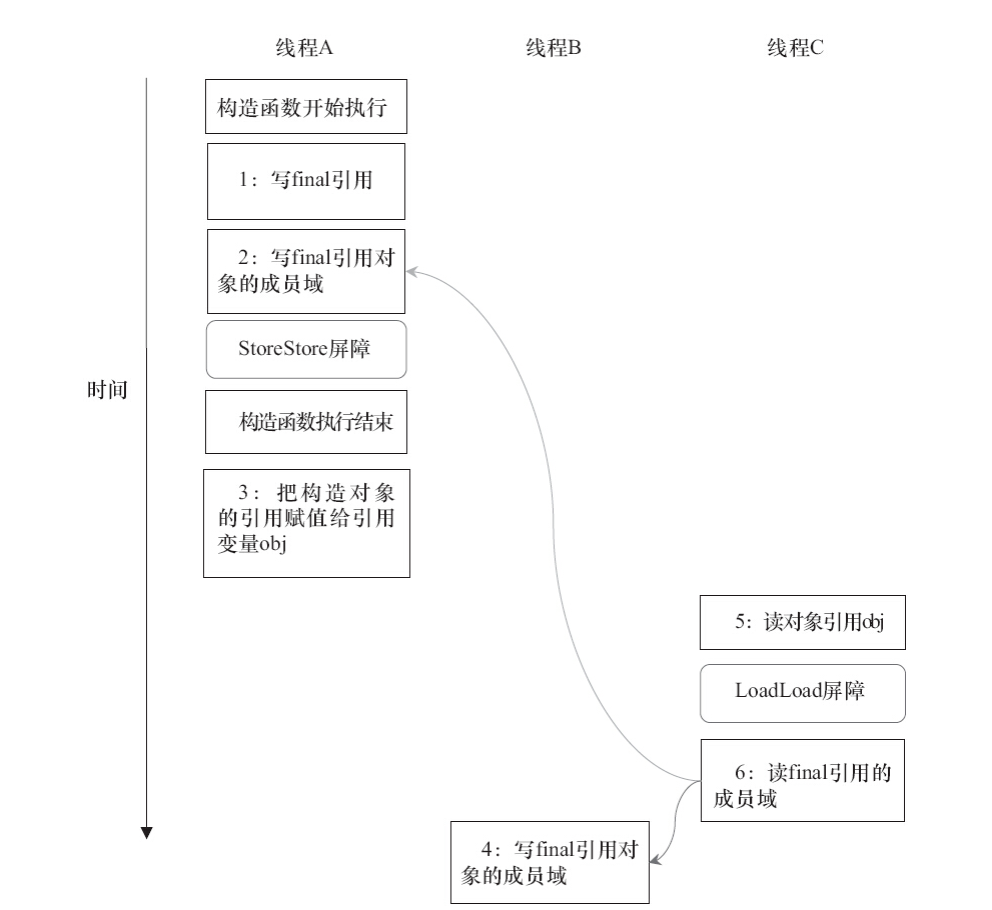 线程A 线程B 线程C
构造函数开始执行
1：写final引用
2：写final引用对
象的成员域
StoreStore屏障
时间
构造函数执行结束
3：把构造对象
的引用赋值给引用
变量obj
5：读对象引用obj
LoadLoad屏障
6：读final引用的
成员域
4：写final引用对
象的成员域